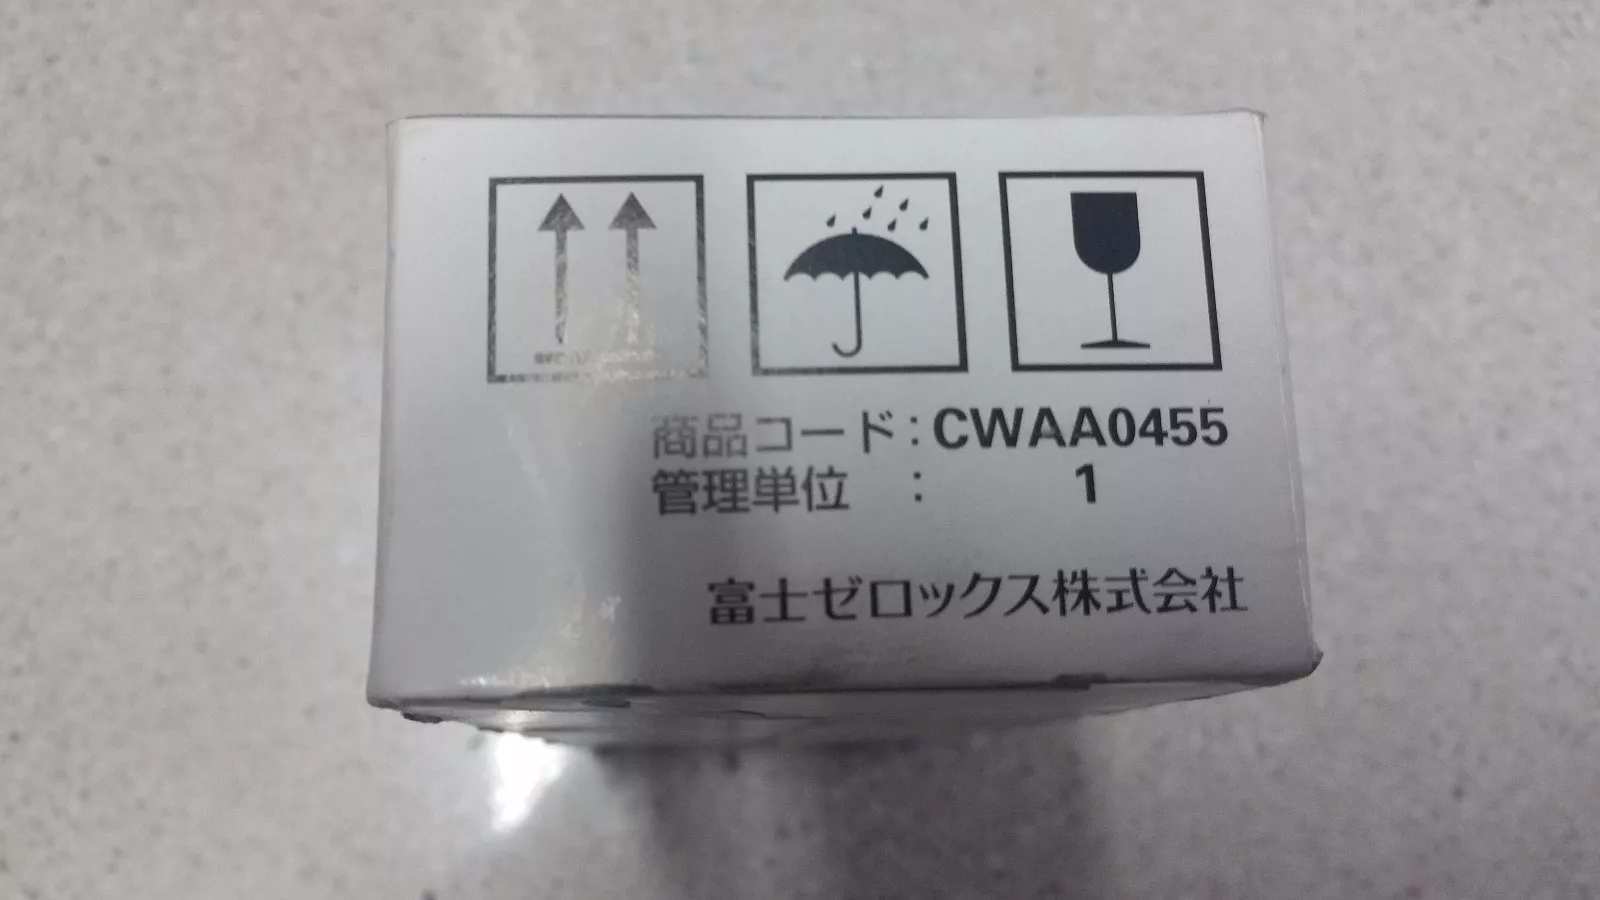 商品コード:CWAA0455
管理単位 : 1
富士ゼロックス株式会社